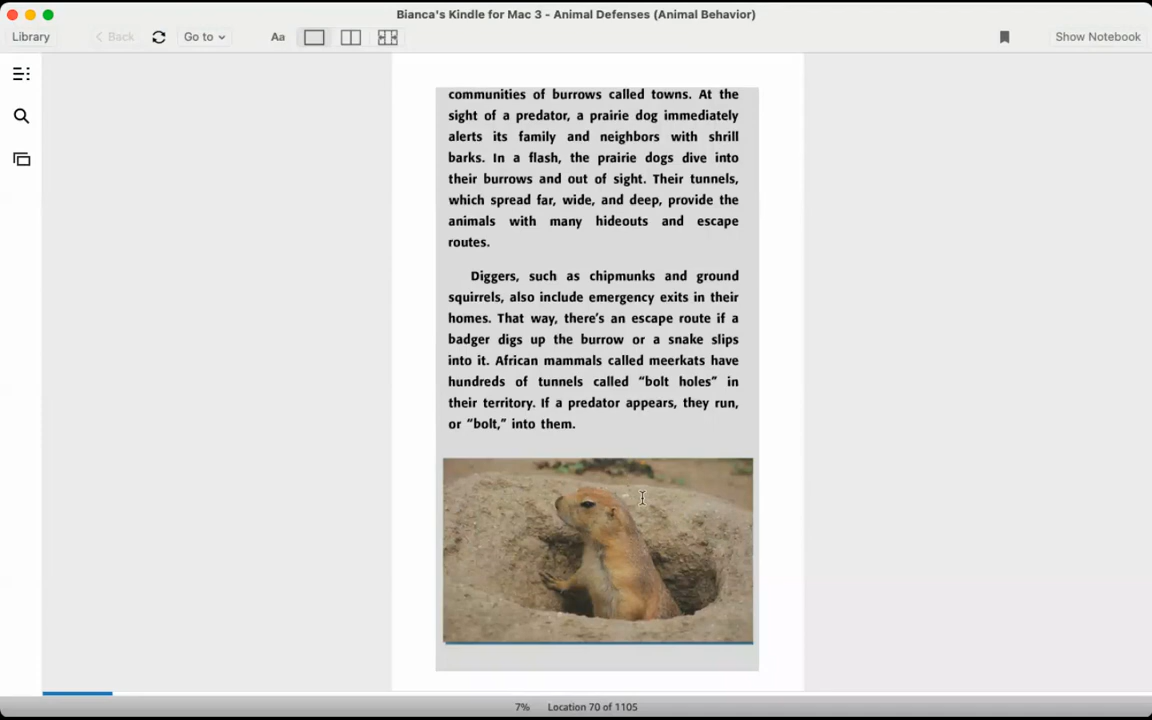 Bianca's Kindle for Mac 3 - Animal Defenses (Animal Behavior)
Library
Back
Go to
Aa
Show Notebook
communities of burrows called towns. At the
sight of a predator, a prairie dog immediately
alerts its family and neighbors with shrill
barks. In a flash, the prairie dogs dive into
their burrows and out of sight. Their tunnels,
which spread far, wide, and deep, provide the
animals with many hideouts and escape
routes.
Diggers, such as chipmunks and ground
squirrels, also include emergency exits in their
homes. That way, there's an escape route if a
badger digs up the burrow or a snake slips
into it. African mammals called meerkats have
hundreds of tunnels called “bolt holes” in
their territory. If a predator appears, they run,
or “bolt,” into them.
7% Location 70 of 1105